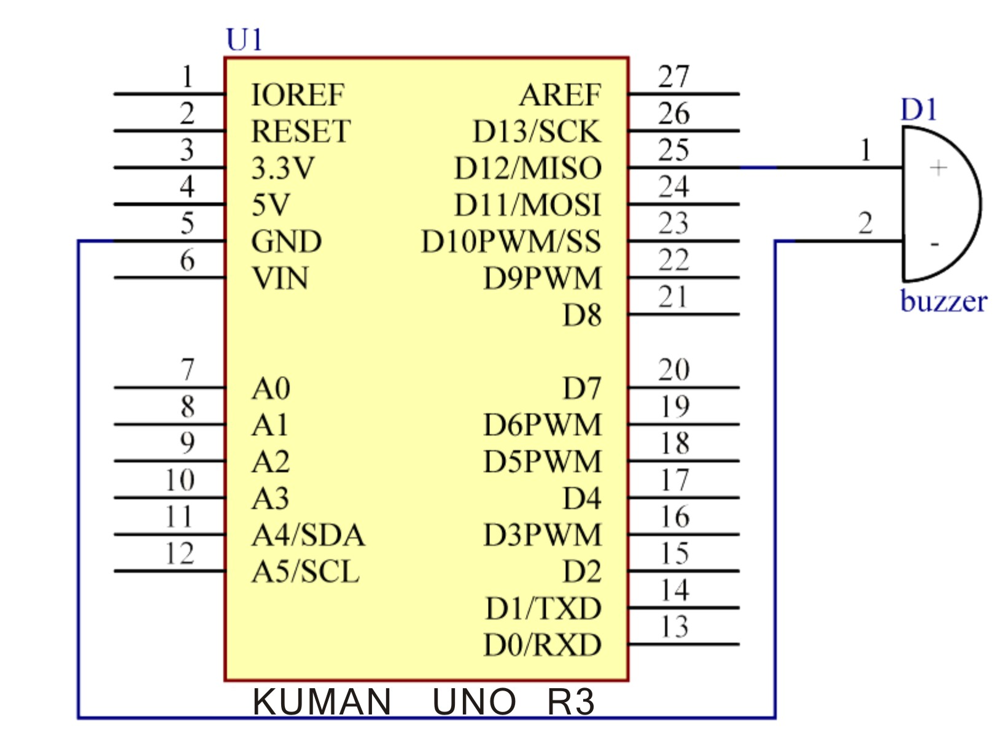 U1
1 IOREF AREF 27
2 RESET D13/SCK 26
3 3.3V D12/MISO 25
4 5V D11/MOSI 24
5 GND D10PWM/SS 23
6 VIN D9PWM 22
D8 21
7 A0 D7 20
8 A1 D6PWM 19
9 A2 D5PWM 18
10 A3 D4 17
11 A4/SDA D3PWM 16
12 A5/SCL D2 15
D1/TXD 14
D0/RXD 13
KUMAN UNO R3
D1
1 +
2 -
buzzer